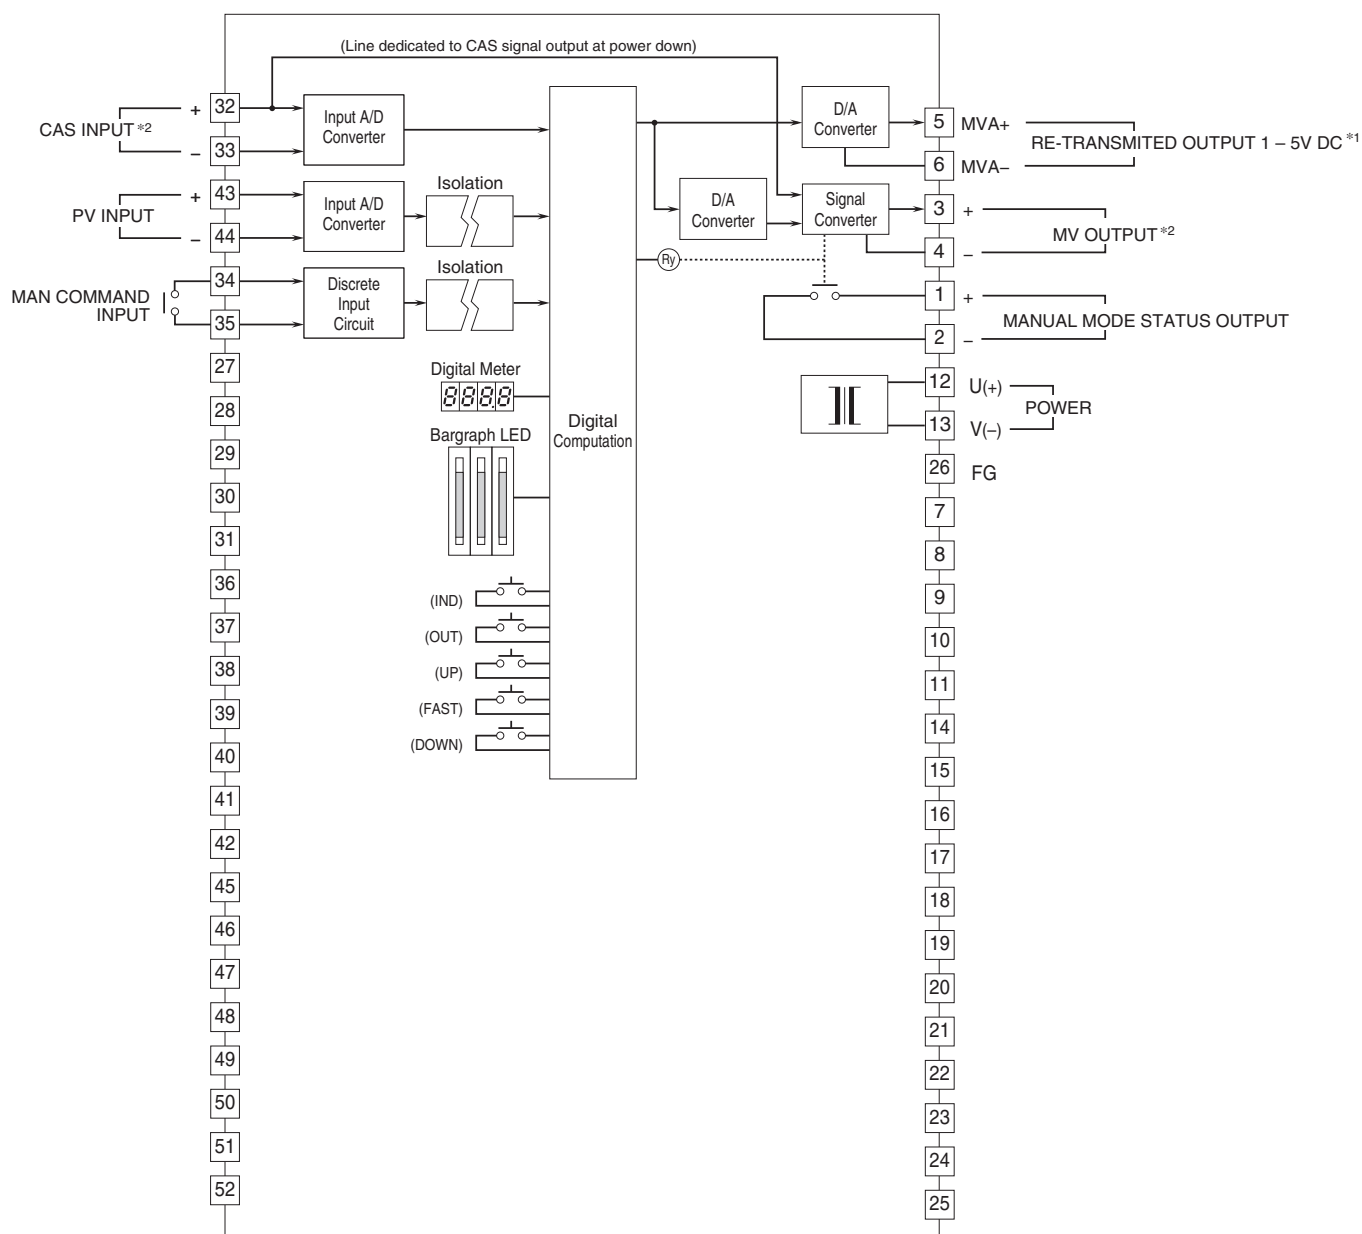 (Line dedicated to CAS signal output at power down)
CAS INPUT *2
+ 32
− 33
Input A/D
Converter
PV INPUT
+ 43
− 44
Input A/D
Converter
Isolation
MAN COMMAND
INPUT
34
35
Discrete
Input
Circuit
Isolation
27
28
29
30
31
36
37
38
39
40
41
42
45
46
47
48
49
50
51
52
Digital Meter
888.8
Bargraph LED
(IND)
(OUT)
(UP)
(FAST)
(DOWN)
Digital
Computation
D/A
Converter
D/A
Converter
Signal
Converter
Ry
5 MVA+
6 MVA−
RE-TRANSMITED OUTPUT 1 – 5V DC *1
3 +
4 −
MV OUTPUT *2
1 +
2 −
MANUAL MODE STATUS OUTPUT
12 U(+)
13 V(−)
POWER
26 FG
7
8
9
10
11
14
15
16
17
18
19
20
21
22
23
24
25